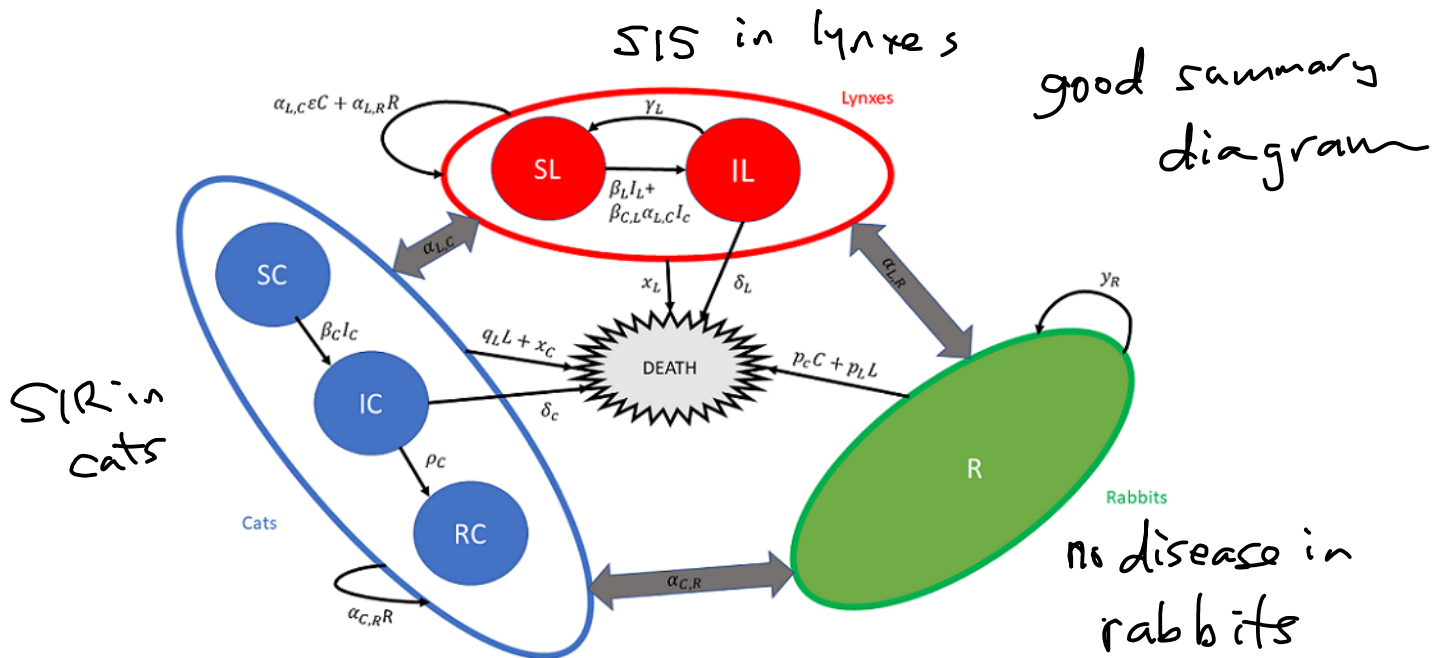 SIS in lynxes
good summary
diagram
α_{L,C}εC + α_{L,R}R
Lynxes
γ_L
SL
IL
β_L I_L+
β_{C,L}α_{L,C}I_c
α_{L,C}
α_{L,R}
SC
x_L
δ_L
y_R
β_C I_C
q_L L + x_C
DEATH
p_c C + p_L L
SIR in
cats
IC
δ_c
ρ_C
R
Cats
RC
Rabbits
α_{C,R}
α_{C,R}R
no disease in
rabbits